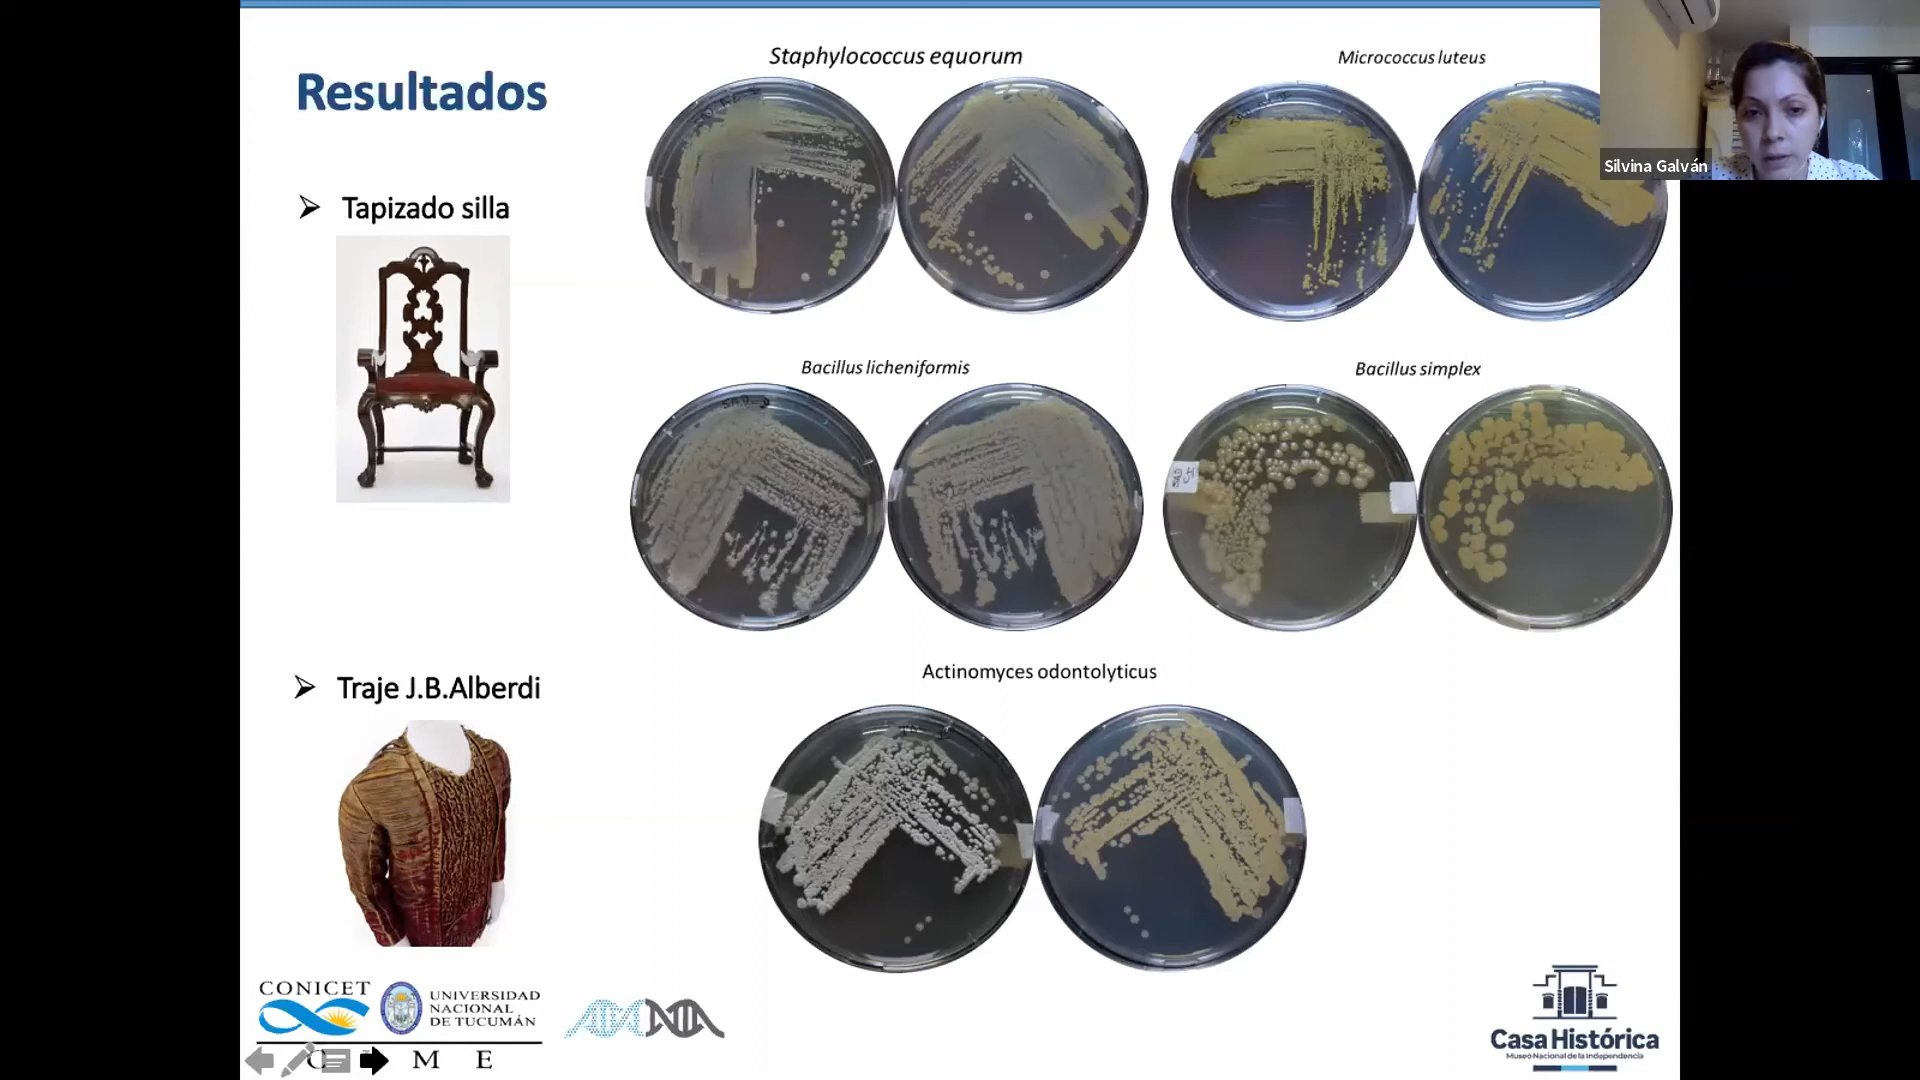 Resultados
Staphylococcus equorum
Micrococcus luteus
Silvina Galván
Tapizado silla
Bacillus licheniformis
Bacillus simplex
Traje J.B.Alberdi
Actinomyces odontolyticus
CONICET
UNIVERSIDAD
NACIONAL
DE TUCUMÁN
C M E
Casa Histórica
Museo Nacional de la Independencia